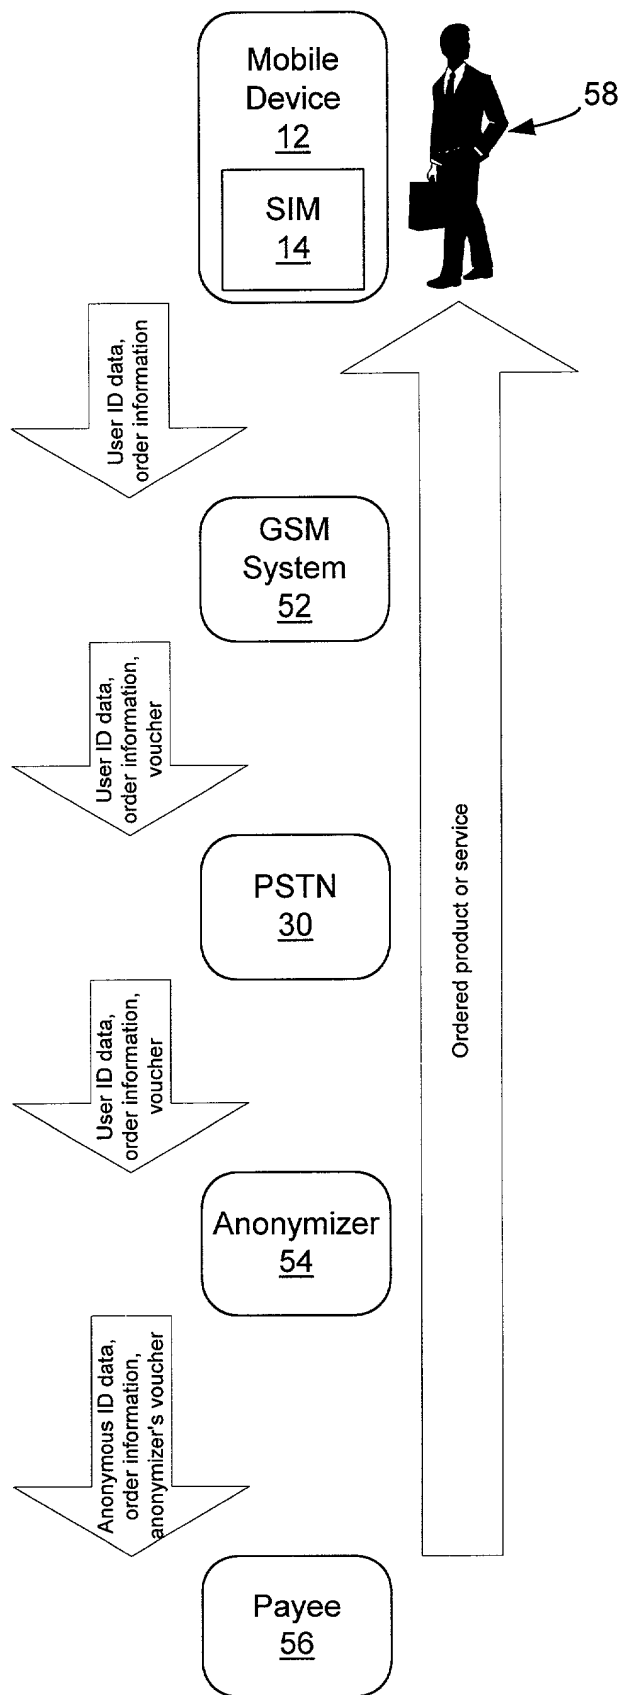 Mobile
Device
12
SIM
14
58
User ID data,
order information
GSM
System
52
User ID data,
order information,
voucher
PSTN
30
Ordered product or service
User ID data,
order information,
voucher
Anonymizer
54
Anonymous ID data,
order information,
anonymizer's voucher
Payee
56